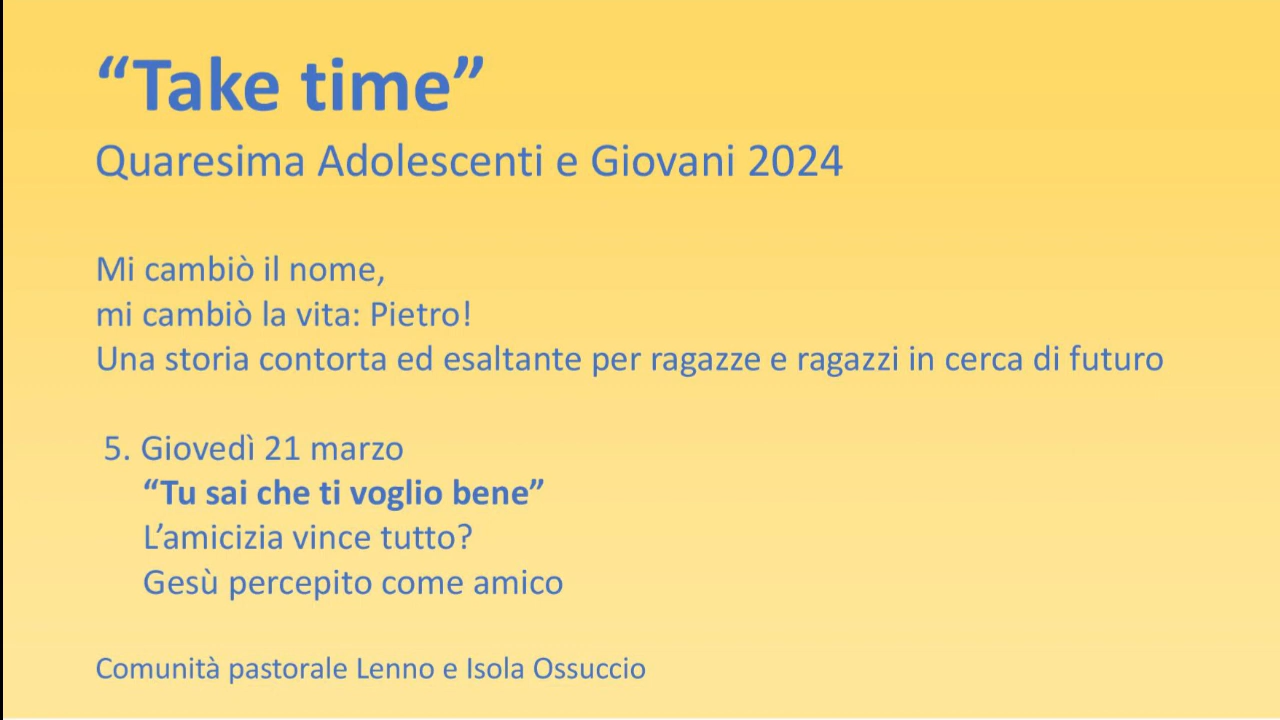 “Take time”
Quaresima Adolescenti e Giovani 2024
Mi cambiò il nome,
mi cambiò la vita: Pietro!
Una storia contorta ed esaltante per ragazze e ragazzi in cerca di futuro
5. Giovedì 21 marzo
“Tu sai che ti voglio bene”
L’amicizia vince tutto?
Gesù percepito come amico
Comunità pastorale Lenno e Isola Ossuccio